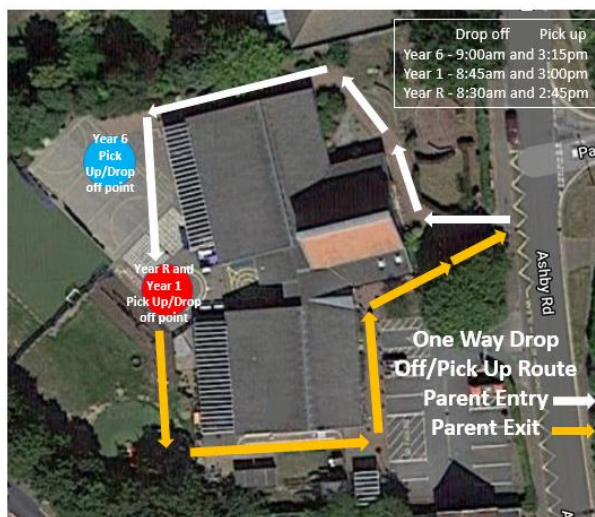 Drop off Pick up
Year 6 - 9:00am and 3:15pm
Year 1 - 8:45am and 3:00pm
Year R - 8:30am and 2:45pm
Year 6
Pick
Up/Drop
off point
Pa
Ashby Rd
Year R and
Year 1
Pick Up/Drop
off point
One Way Drop
Off/Pick Up Route
Parent Entry
Parent Exit
A